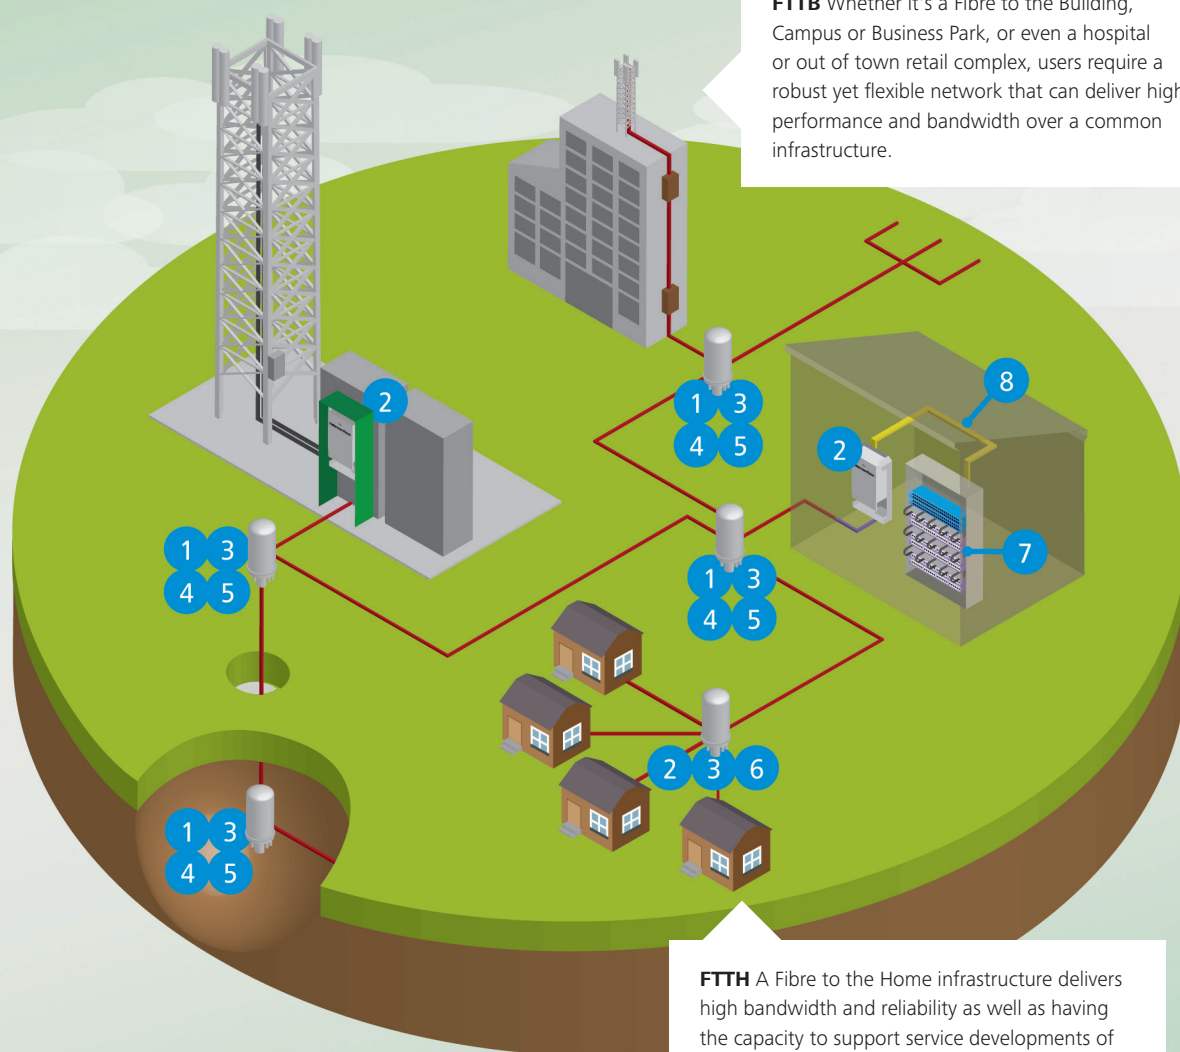 FTTB Whether it's a Fibre to the Building,
Campus or Business Park, or even a hospital
or out of town retail complex, users require a
robust yet flexible network that can deliver high
performance and bandwidth over a common
infrastructure.
2
8
1 3
4 5
2
7
1 3
4 5
1 3
4 5
2 3 6
1 3
4 5
FTTH A Fibre to the Home infrastructure delivers
high bandwidth and reliability as well as having
the capacity to support service developments of